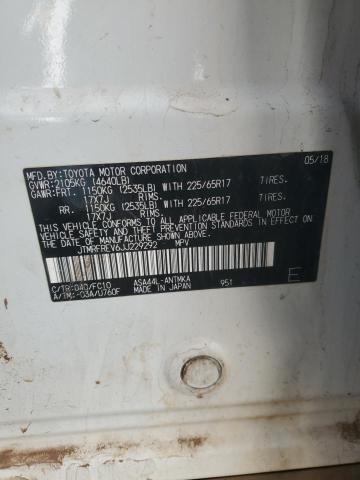 MFD.BY:TOYOTA MOTOR CORPORATION 05/18
GVWR:2105KG (4640LB)
GAWR:FRT. 1150KG (2535LB) WITH 225/65R17 TIRES.
17X7J RIMS.
RR. 1150KG (2535LB) WITH 225/65R17 TIRES.
17X7J RIMS.
THIS VEHICLE CONFORMS TO ALL APPLICABLE FEDERAL MOTOR
VEHICLE SAFETY AND BUMPER STANDARDS IN EFFECT ON THE
DATE OF MANUFACTURE SHOWN ABOVE.
JTMRFREV6JJ229292 MPV
C/TR:040/FC10 ASA44L-ANTMKA 951 E
A/TM:-03A/U760F MADE IN JAPAN